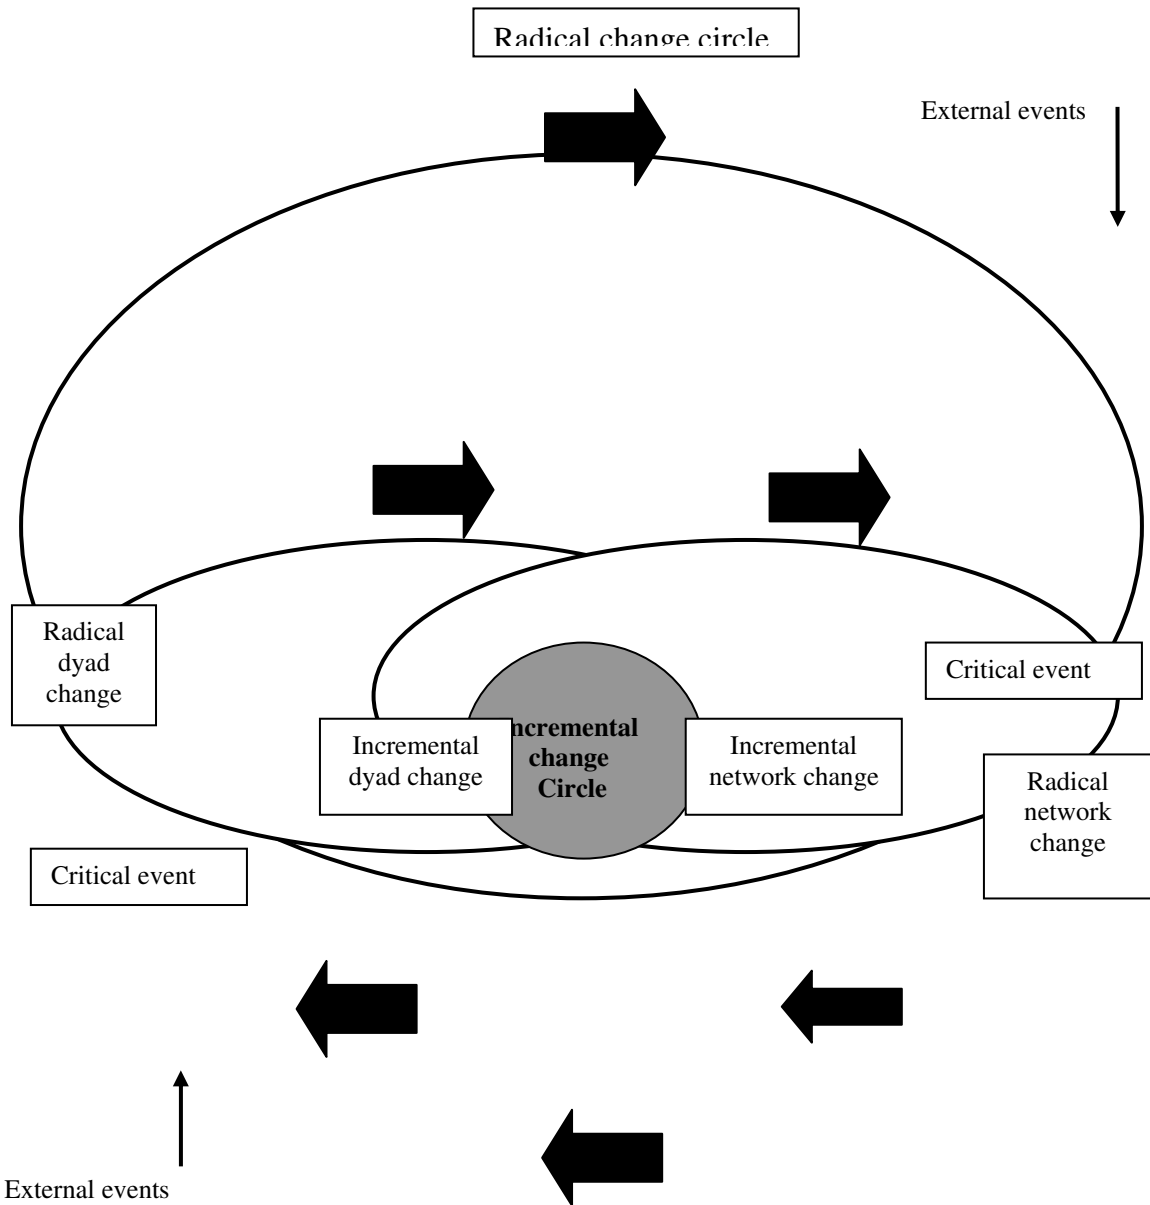 Radical change circle
External events
Radical
dyad
change
Critical event
Incremental
dyad change
ncremental
change
Circle
Incremental
network change
Radical
network
change
Critical event
External events